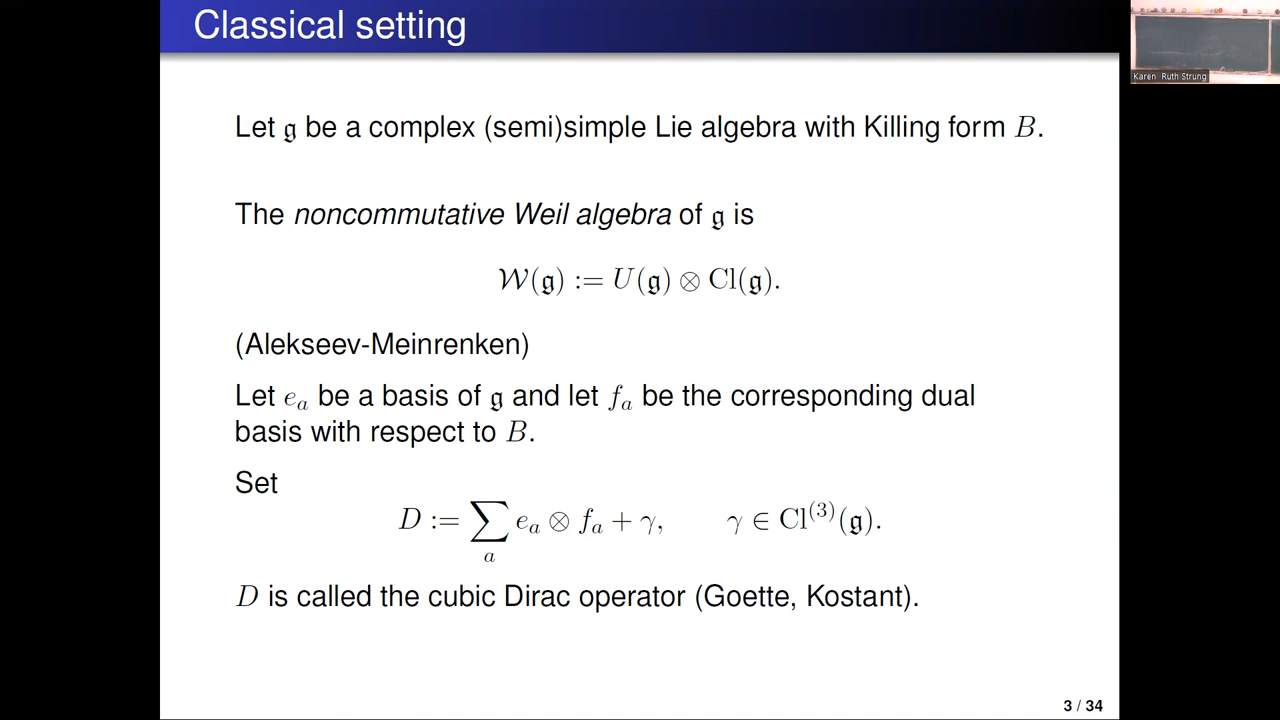 Classical setting
Let 𝔤 be a complex (semi)simple Lie algebra with Killing form B.
The noncommutative Weil algebra of 𝔤 is
𝒲(𝔤) := U(𝔤) ⊗ Cl(𝔤).
(Alekseev-Meinrenken)
Let e_a be a basis of 𝔤 and let f_a be the corresponding dual
basis with respect to B.
Set
D := ∑_a e_a ⊗ f_a + γ, γ ∈ Cl^(3)(𝔤).
D is called the cubic Dirac operator (Goette, Kostant).
3 / 34
Karen Ruth Strung